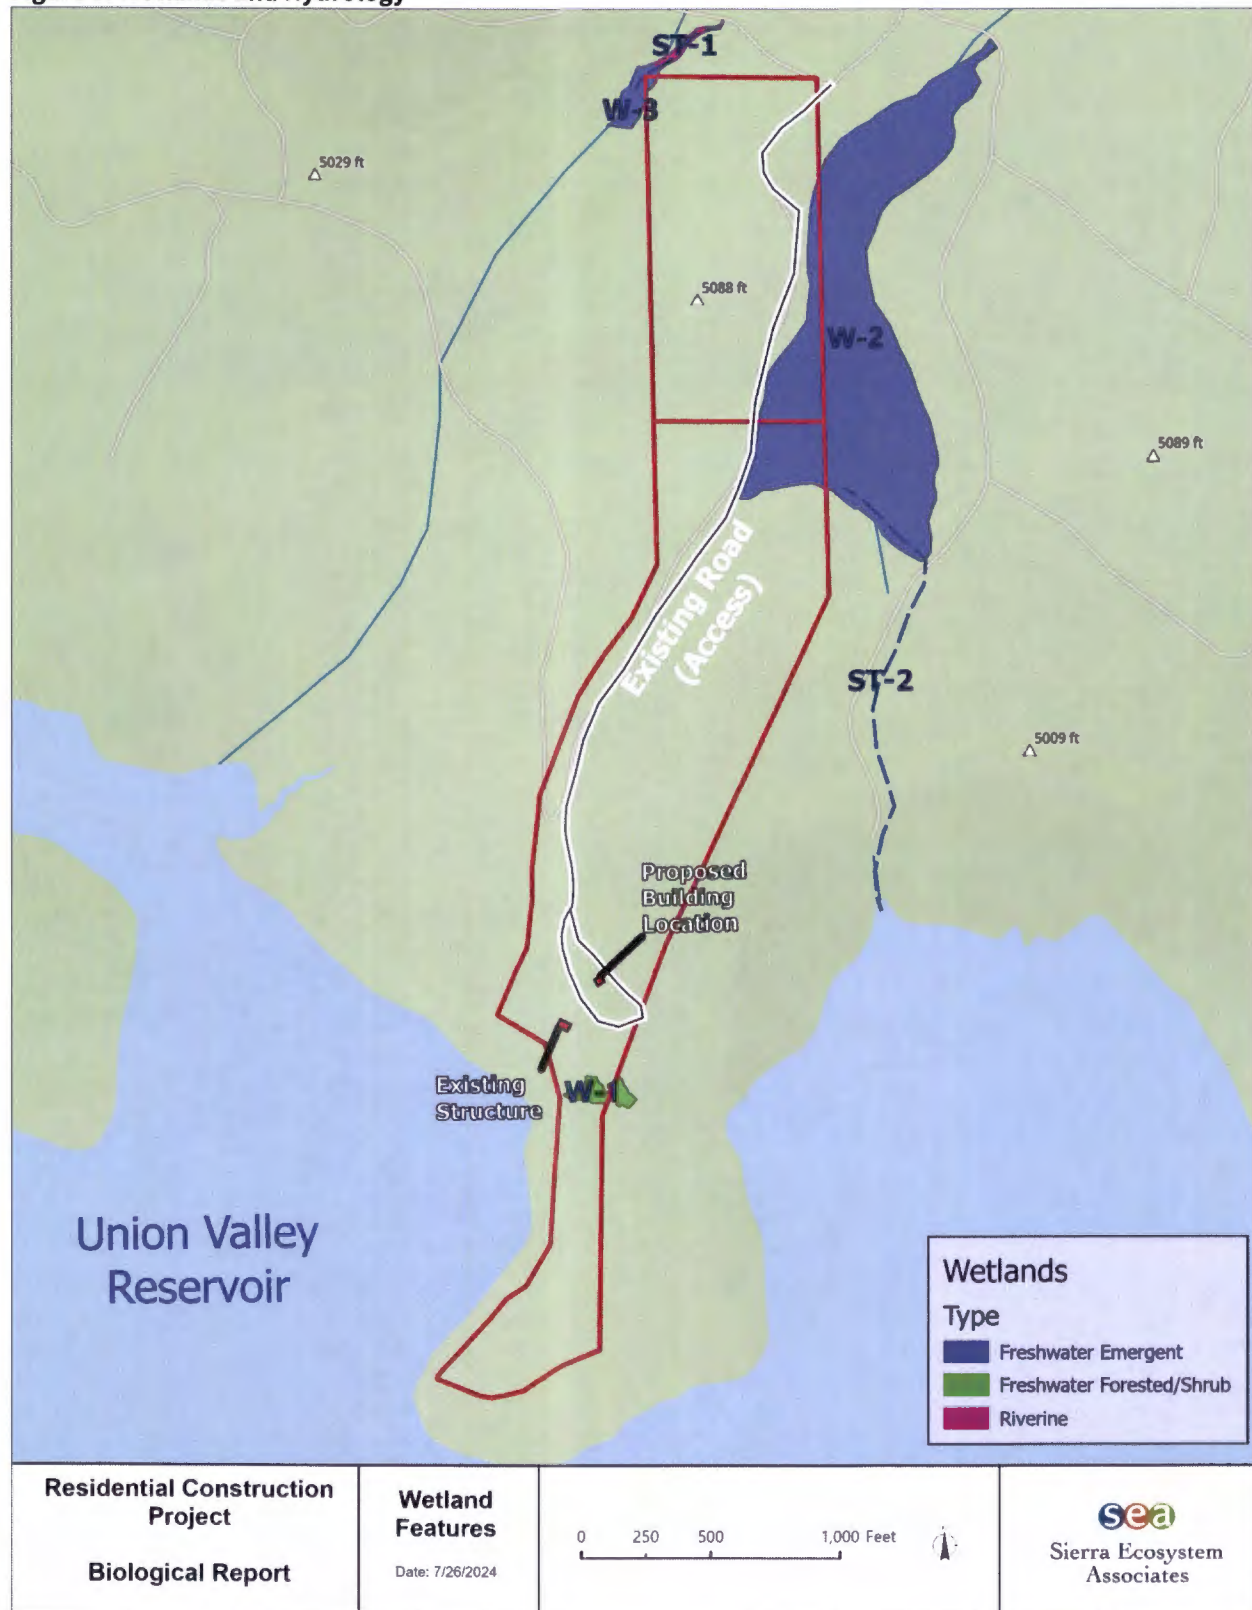 ST-1
W-3
5029 ft
5088 ft
W-2
5089 ft
Existing Road
(Access)
ST-2
5009 ft
Proposed
Building
Location
Existing
Structure
W-1
Union Valley
Reservoir
Wetlands
Type
Freshwater Emergent
Freshwater Forested/Shrub
Riverine
Residential Construction
Project
Biological Report
Wetland
Features
Date: 7/26/2024
0 250 500 1,000 Feet
sea
Sierra Ecosystem
Associates